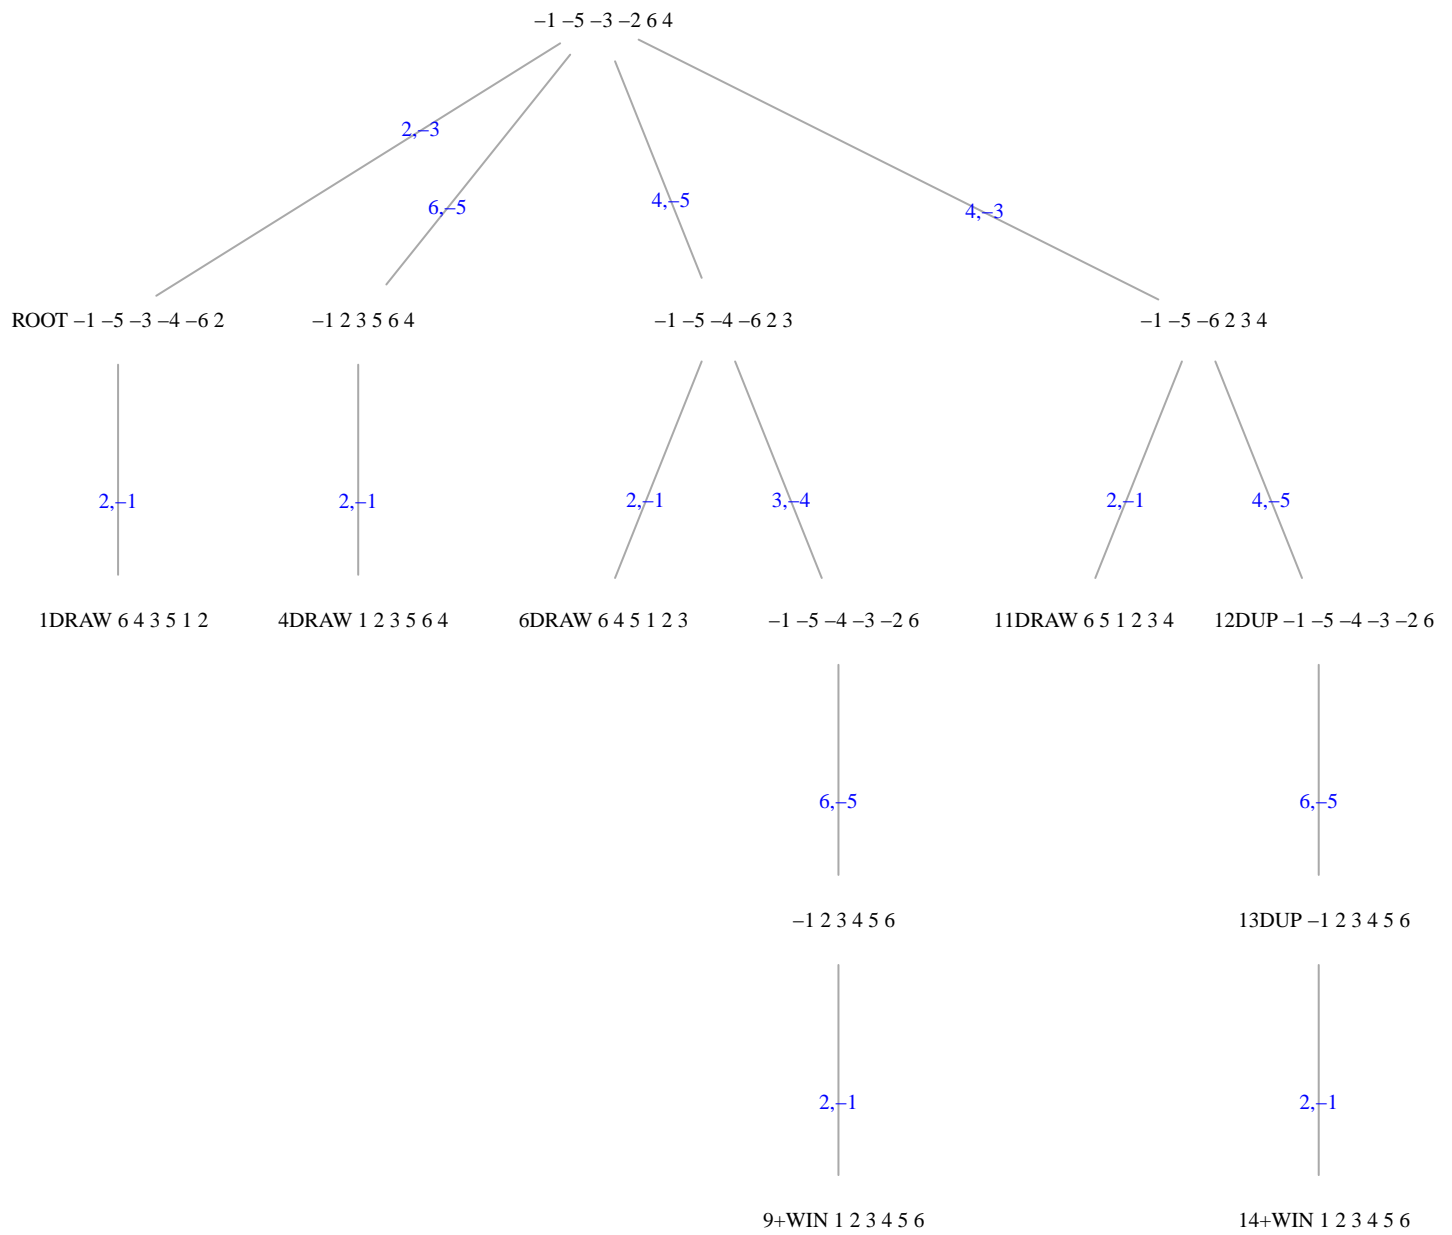 –1 –5 –3 –2 6 4
2,–3
6,–5
4,–5
4,–3
ROOT –1 –5 –3 –4 –6 2
–1 2 3 5 6 4
–1 –5 –4 –6 2 3
–1 –5 –6 2 3 4
2,–1
2,–1
2,–1
3,–4
2,–1
4,–5
1DRAW 6 4 3 5 1 2
4DRAW 1 2 3 5 6 4
6DRAW 6 4 5 1 2 3
–1 –5 –4 –3 –2 6
11DRAW 6 5 1 2 3 4
12DUP –1 –5 –4 –3 –2 6
6,–5
6,–5
–1 2 3 4 5 6
13DUP –1 2 3 4 5 6
2,–1
2,–1
9+WIN 1 2 3 4 5 6
14+WIN 1 2 3 4 5 6